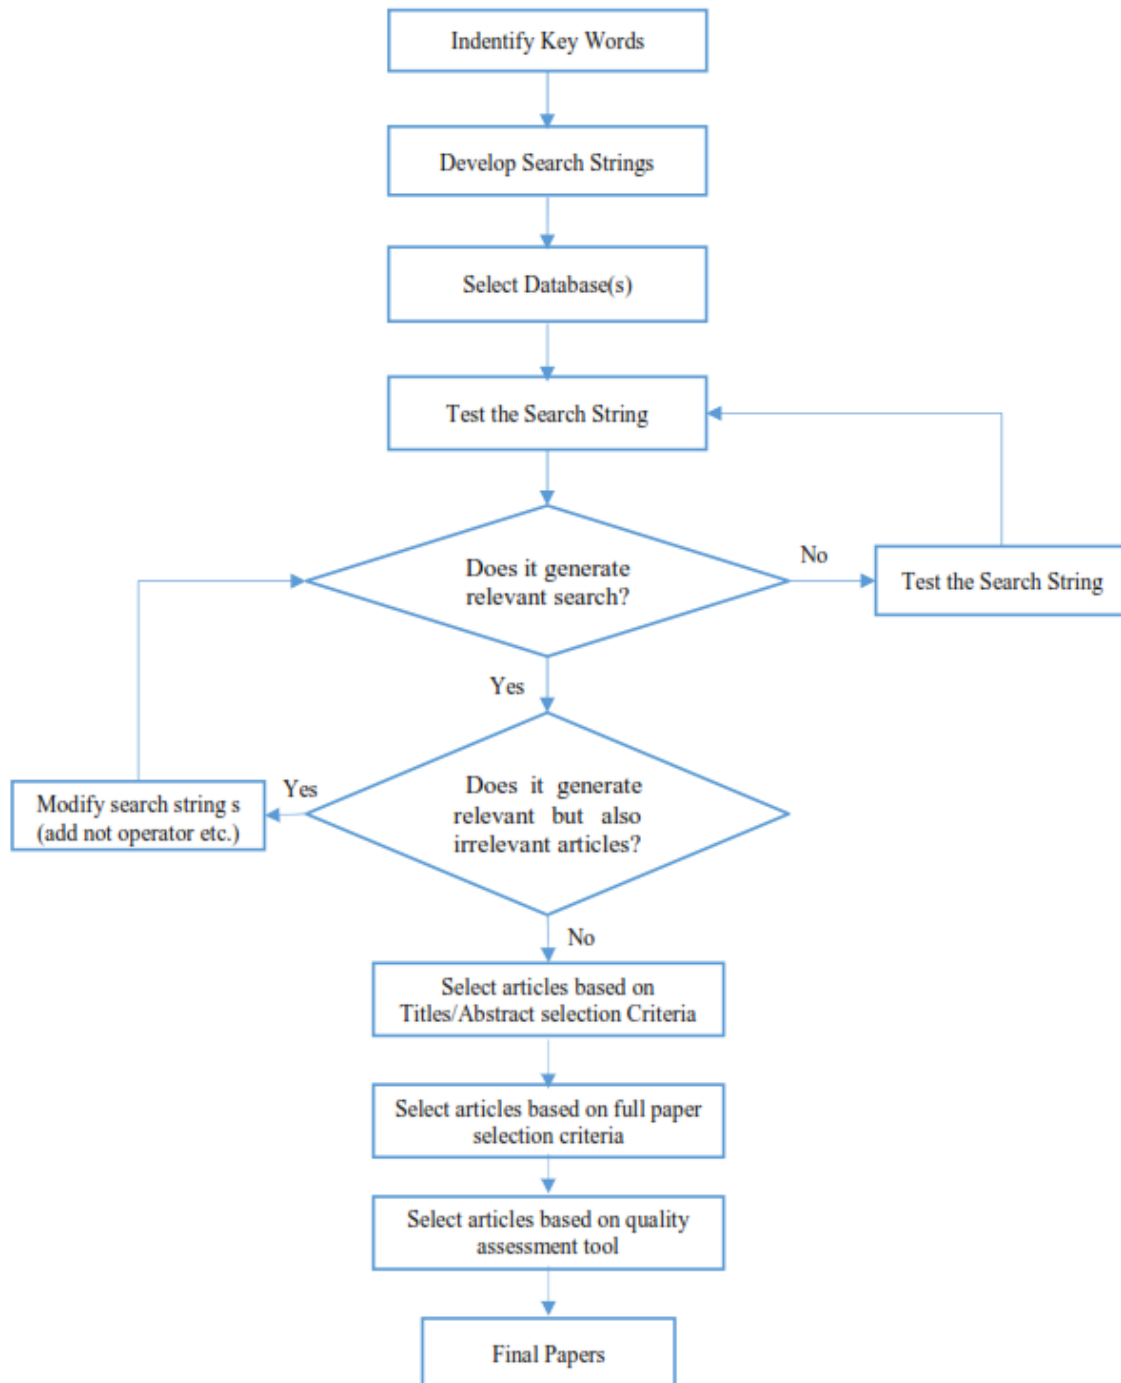 Indentify Key Words
Develop Search Strings
Select Database(s)
Test the Search String
Does it generate
relevant search?
No
Test the Search String
Yes
Does it generate
relevant but also
irrelevant articles?
Yes
Modify search string s
(add not operator etc.)
No
Select articles based on
Titles/Abstract selection Criteria
Select articles based on full paper
selection criteria
Select articles based on quality
assessment tool
Final Papers